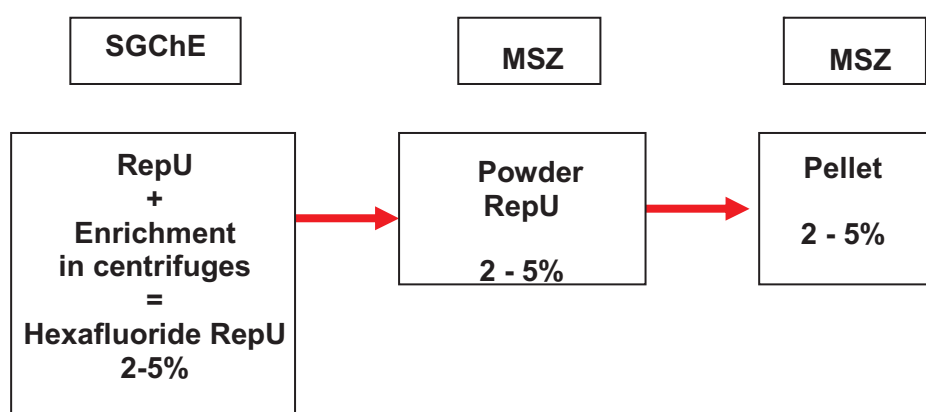 SGChE
MSZ
MSZ
RepU
+
Enrichment
in centrifuges
=
Hexafluoride RepU
2-5%
Powder
RepU
2 - 5%
Pellet
2 - 5%